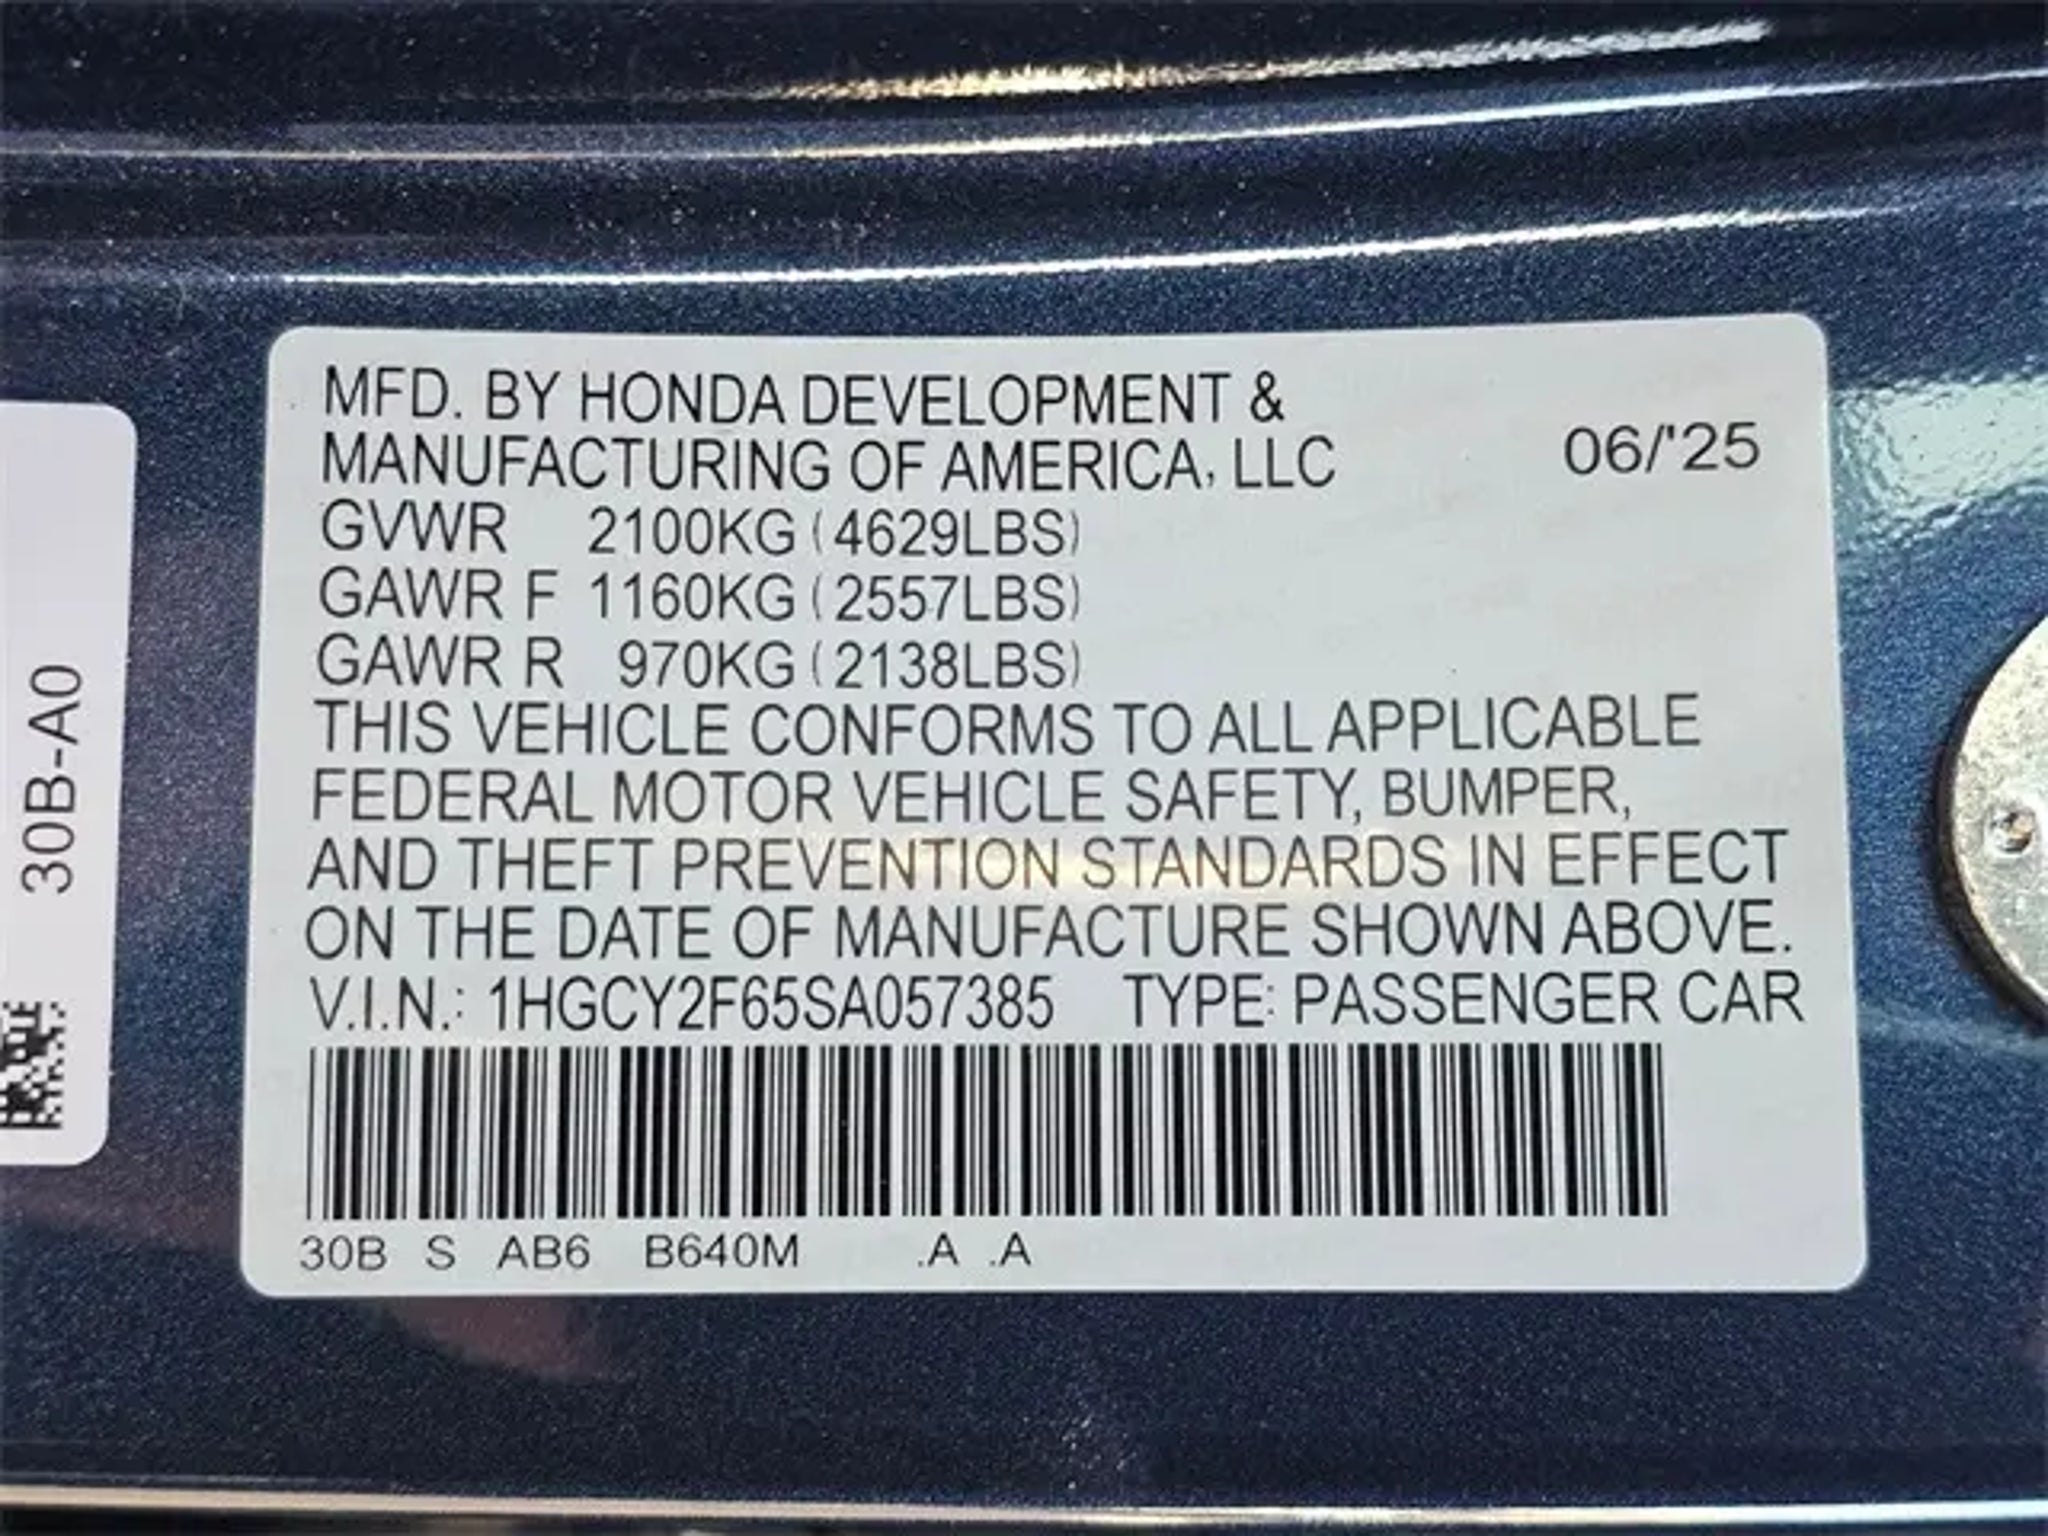 MFD. BY HONDA DEVELOPMENT &
MANUFACTURING OF AMERICA, LLC
06/'25
GVWR 2100KG (4629LBS)
GAWR F 1160KG (2557LBS)
GAWR R 970KG (2138LBS)
THIS VEHICLE CONFORMS TO ALL APPLICABLE
FEDERAL MOTOR VEHICLE SAFETY, BUMPER,
AND THEFT PREVENTION STANDARDS IN EFFECT
ON THE DATE OF MANUFACTURE SHOWN ABOVE.
V.I.N.: 1HGCY2F65SA057385 TYPE: PASSENGER CAR
30B S AB6 B640M .A .A
30B-A0